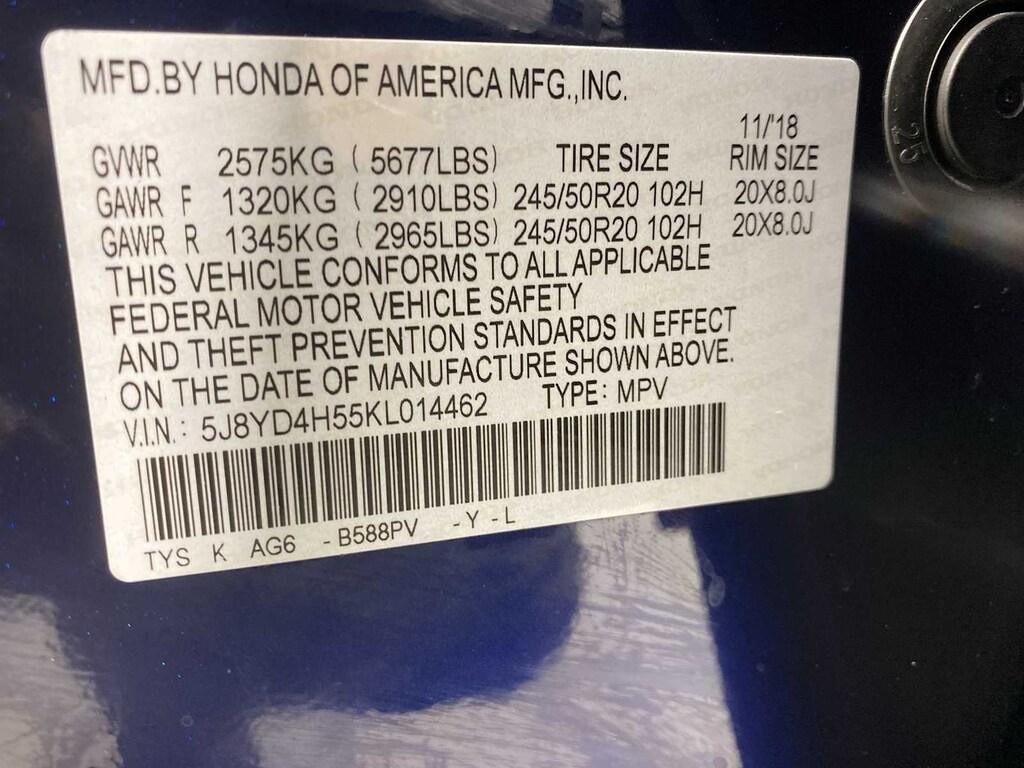 MFD.BY HONDA OF AMERICA MFG.,INC.
11/'18
GVWR 2575KG ( 5677LBS) TIRE SIZE RIM SIZE
GAWR F 1320KG ( 2910LBS) 245/50R20 102H 20X8.0J
GAWR R 1345KG ( 2965LBS) 245/50R20 102H 20X8.0J
THIS VEHICLE CONFORMS TO ALL APPLICABLE
FEDERAL MOTOR VEHICLE SAFETY
AND THEFT PREVENTION STANDARDS IN EFFECT
ON THE DATE OF MANUFACTURE SHOWN ABOVE.
V.I.N.: 5J8YD4H55KL014462 TYPE: MPV
TYS K AG6 -B588PV -Y-L
25